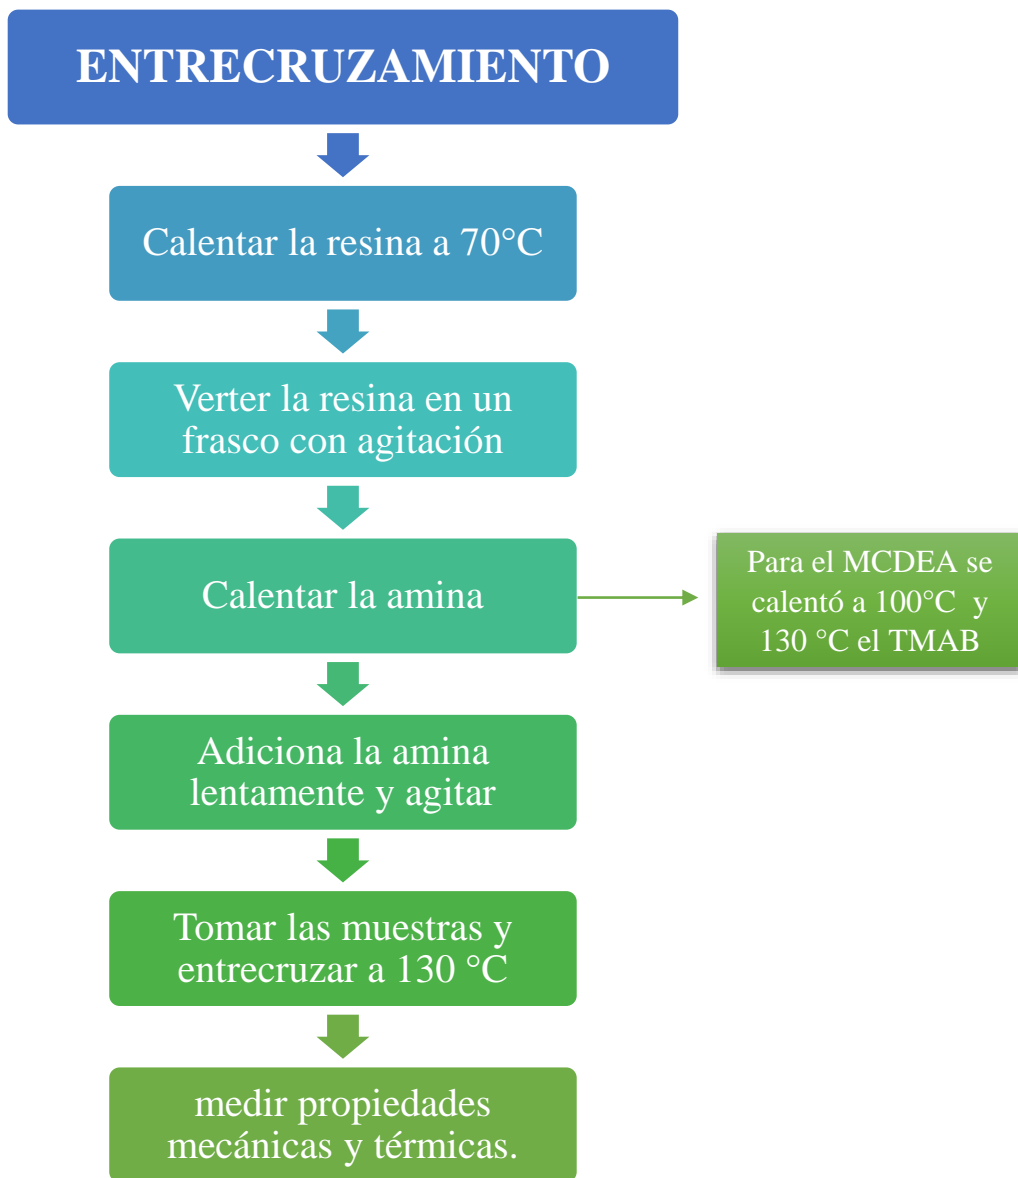 ENTRECRUZAMIENTO
Calentar la resina a 70°C
Verter la resina en un
frasco con agitación
Calentar la amina
Para el MCDEA se
calentó a 100°C y
130 °C el TMAB
Adiciona la amina
lentamente y agitar
Tomar las muestras y
entrecruzar a 130 °C
medir propiedades
mecánicas y térmicas.